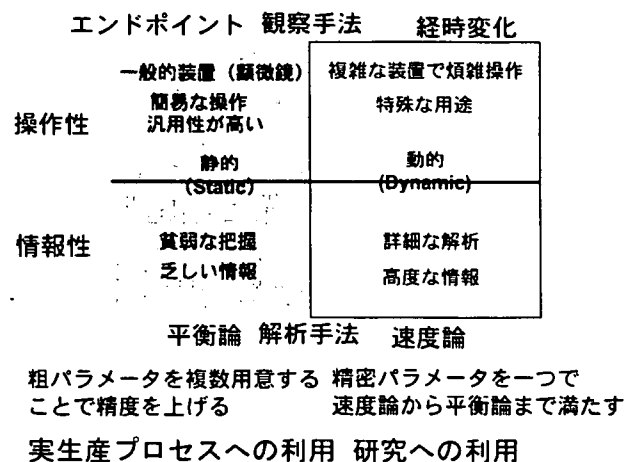 エンドポイント 観察手法 経時変化
一般的装置（顕微鏡） 複雑な装置で煩雑操作
簡易な操作 特殊な用途
操作性 汎用性が高い
静的 動的
(Static) (Dynamic)
情報性 貧弱な把握 詳細な解析
乏しい情報 高度な情報
平衡論 解析手法 速度論
粗パラメータを複数用意する 精密パラメータを一つで
ことで精度を上げる 速度論から平衡論まで満たす
実生産プロセスへの利用 研究への利用